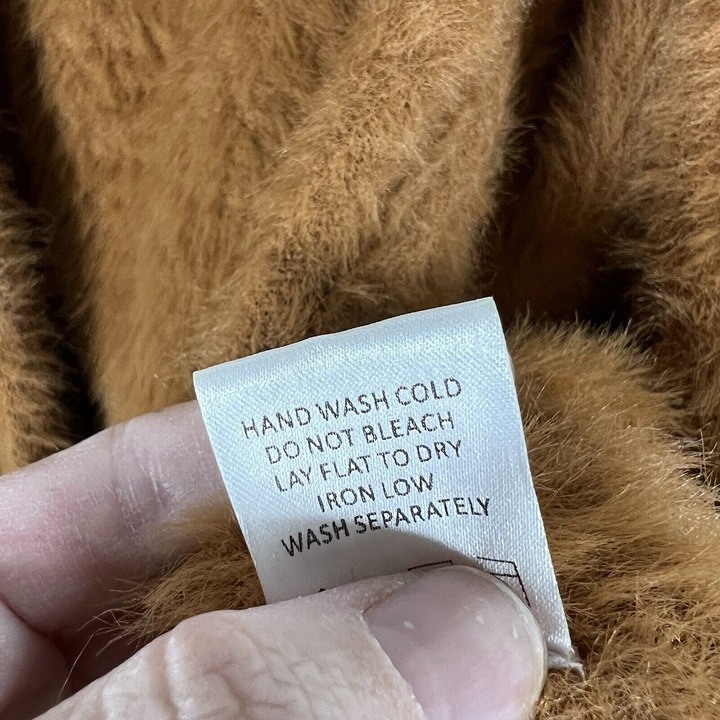 HAND WASH COLD
DO NOT BLEACH
LAY FLAT TO DRY
IRON LOW
WASH SEPARATELY